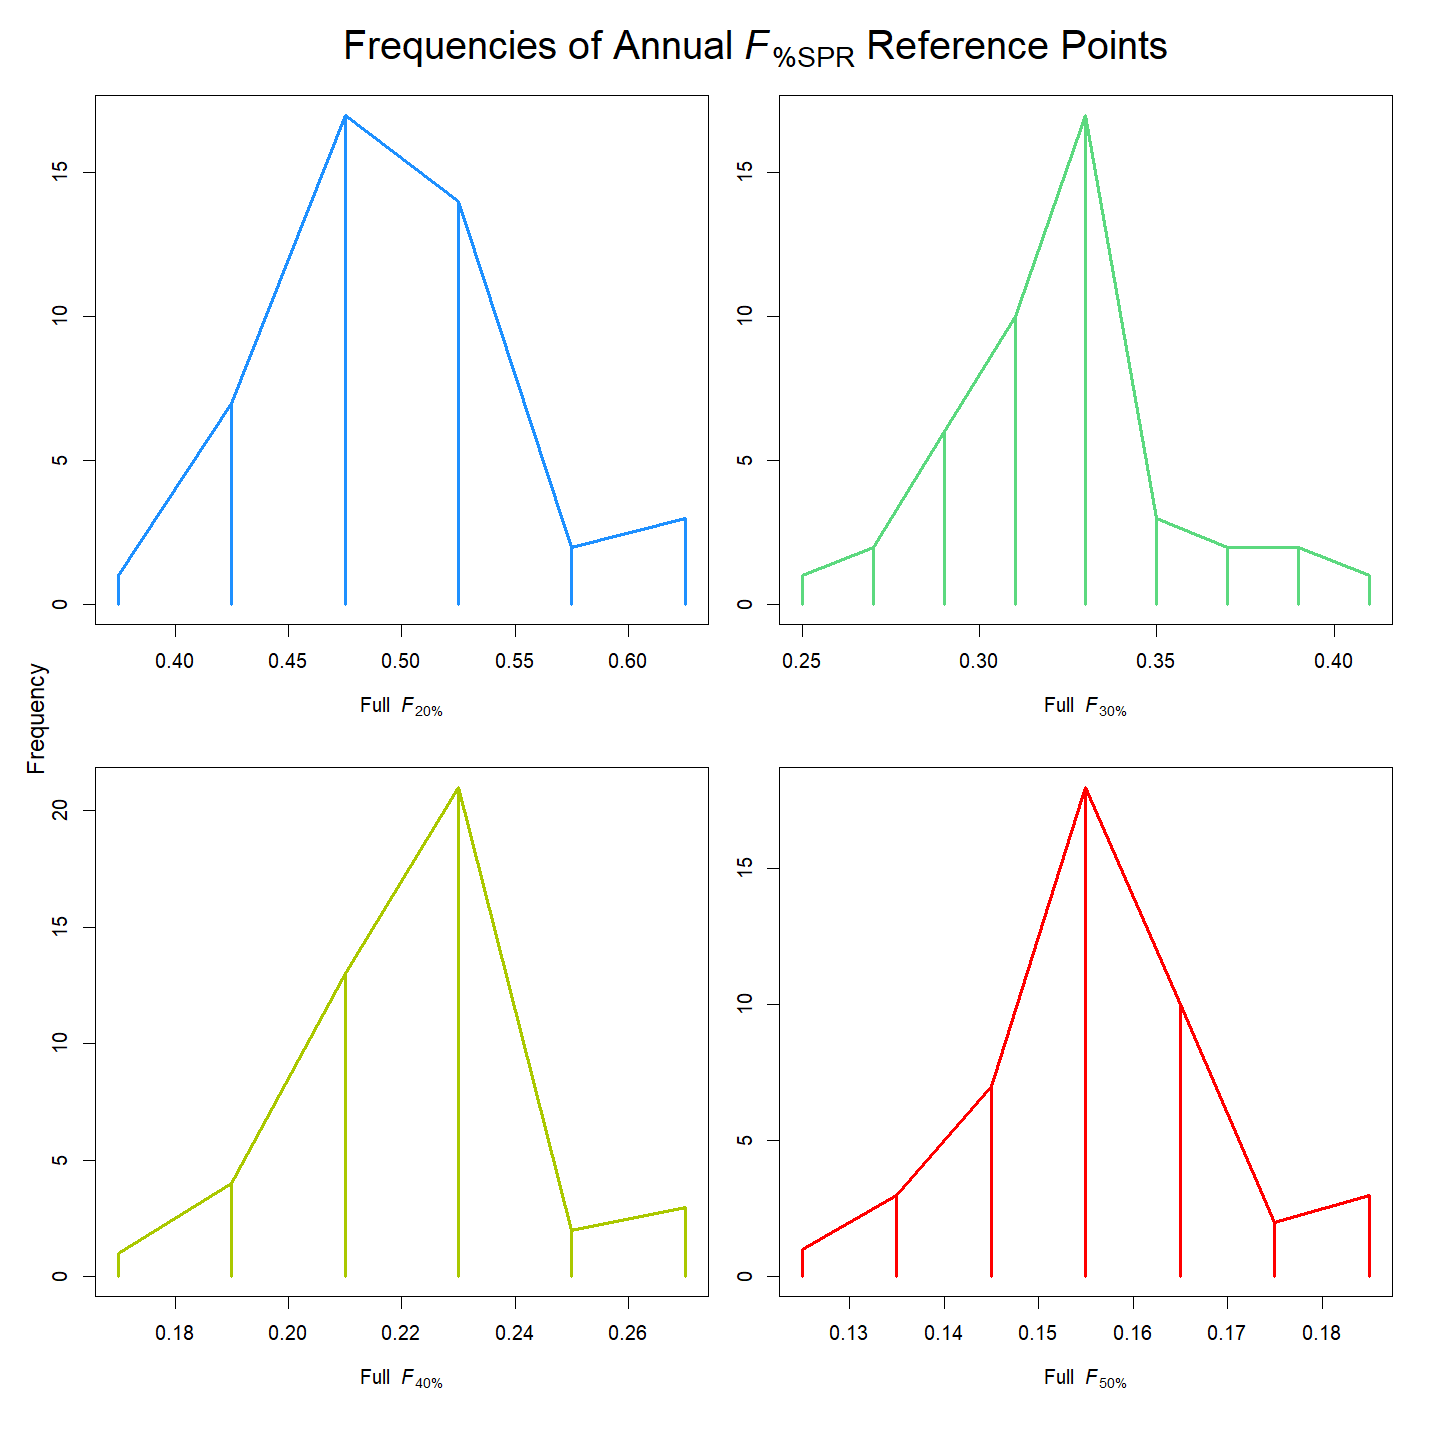 Frequencies of Annual F%SPR Reference Points
Frequency
0 5 10 15
0.40 0.45 0.50 0.55 0.60
Full F20%
0 5 10 15
0.25 0.30 0.35 0.40
Full F30%
0 5 10 15 20
0.18 0.20 0.22 0.24 0.26
Full F40%
0 5 10 15
0.13 0.14 0.15 0.16 0.17 0.18
Full F50%